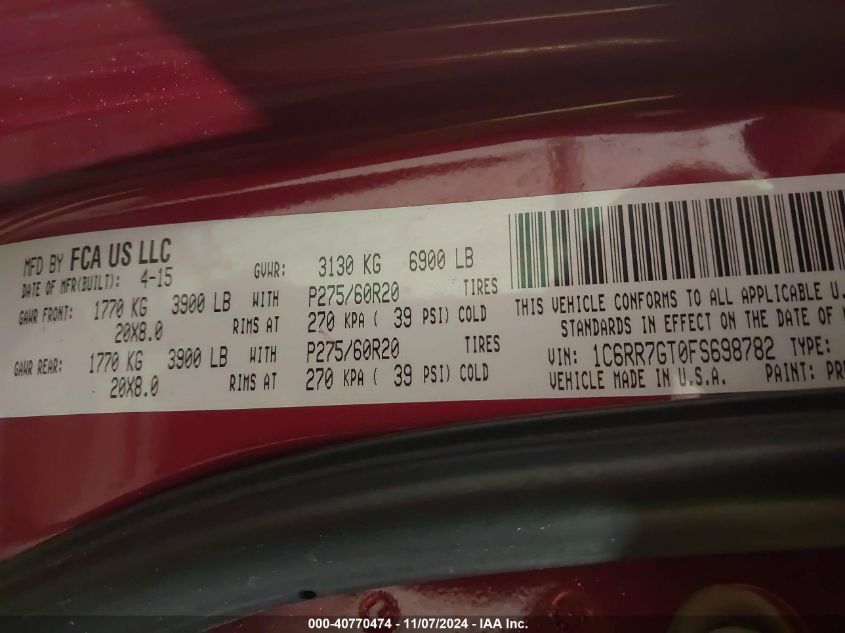 MFD BY FCA US LLC
DATE OF MFR(BUILT): 4-15
GVWR: 3130 KG 6900 LB
GAWR FRONT: 1770 KG 3900 LB WITH P275/60R20 TIRES
20X8.0 RIMS AT 270 KPA ( 39 PSI) COLD
GAWR REAR: 1770 KG 3900 LB WITH P275/60R20 TIRES
20X8.0 RIMS AT 270 KPA ( 39 PSI) COLD
THIS VEHICLE CONFORMS TO ALL APPLICABLE U.
STANDARDS IN EFFECT ON THE DATE OF
VIN: 1C6RR7GT0FS698782 TYPE:
VEHICLE MADE IN U.S.A. PAINT: PR
000-40770474 - 11/07/2024 - IAA Inc.